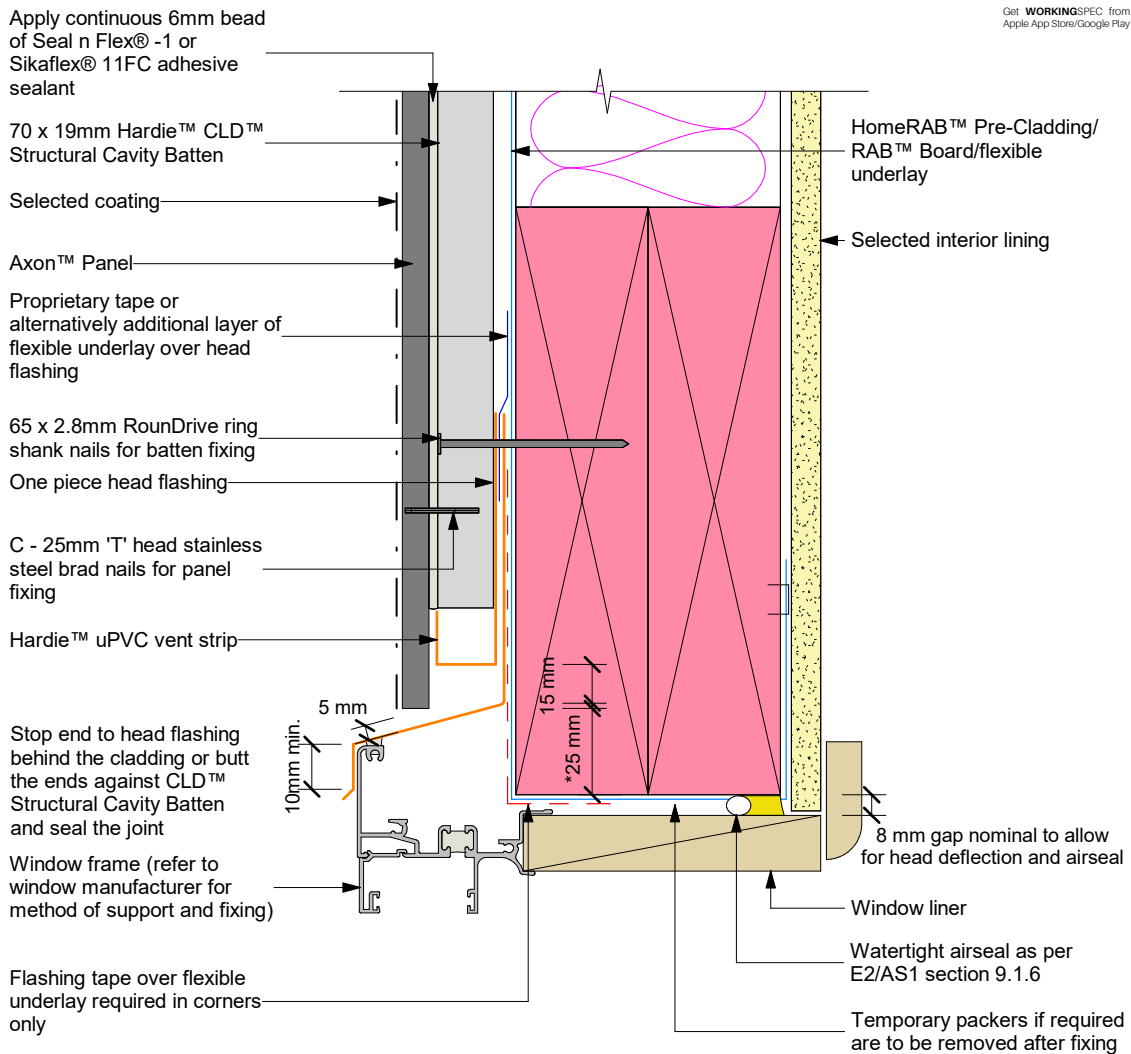 Get WORKINGSPEC from
Apple App Store/Google Play
Apply continuous 6mm bead
of Seal n Flex® -1 or
Sikaflex® 11FC adhesive
sealant
70 x 19mm Hardie™ CLD™
Structural Cavity Batten
Selected coating
Axon™ Panel
Proprietary tape or
alternatively additional layer of
flexible underlay over head
flashing
65 x 2.8mm RounDrive ring
shank nails for batten fixing
One piece head flashing
C - 25mm 'T' head stainless
steel brad nails for panel
fixing
Hardie™ uPVC vent strip
Stop end to head flashing
behind the cladding or butt
the ends against CLD™
Structural Cavity Batten
and seal the joint
Window frame (refer to
window manufacturer for
method of support and fixing)
Flashing tape over flexible
underlay required in corners
only
5 mm
10mm min.
15 mm
*25 mm
HomeRAB™ Pre-Cladding/
RAB™ Board/flexible
underlay
Selected interior lining
8 mm gap nominal to allow
for head deflection and airseal
Window liner
Watertight airseal as per
E2/AS1 section 9.1.6
Temporary packers if required
are to be removed after fixing